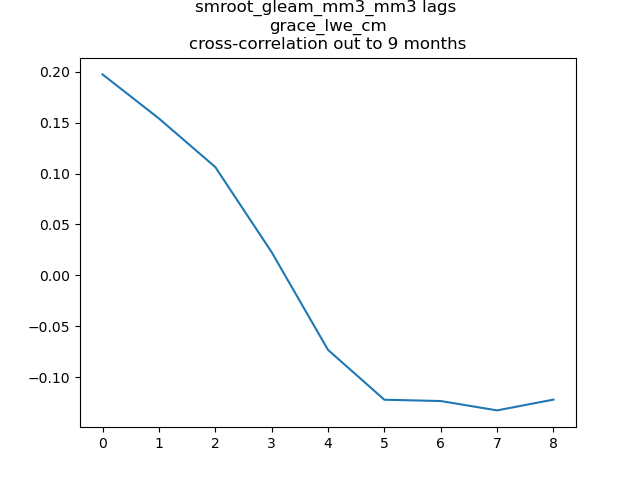 smroot_gleam_mm3_mm3 lags
grace_lwe_cm
cross-correlation out to 9 months
0.20
0.15
0.10
0.05
0.00
−0.05
−0.10
0 1 2 3 4 5 6 7 8